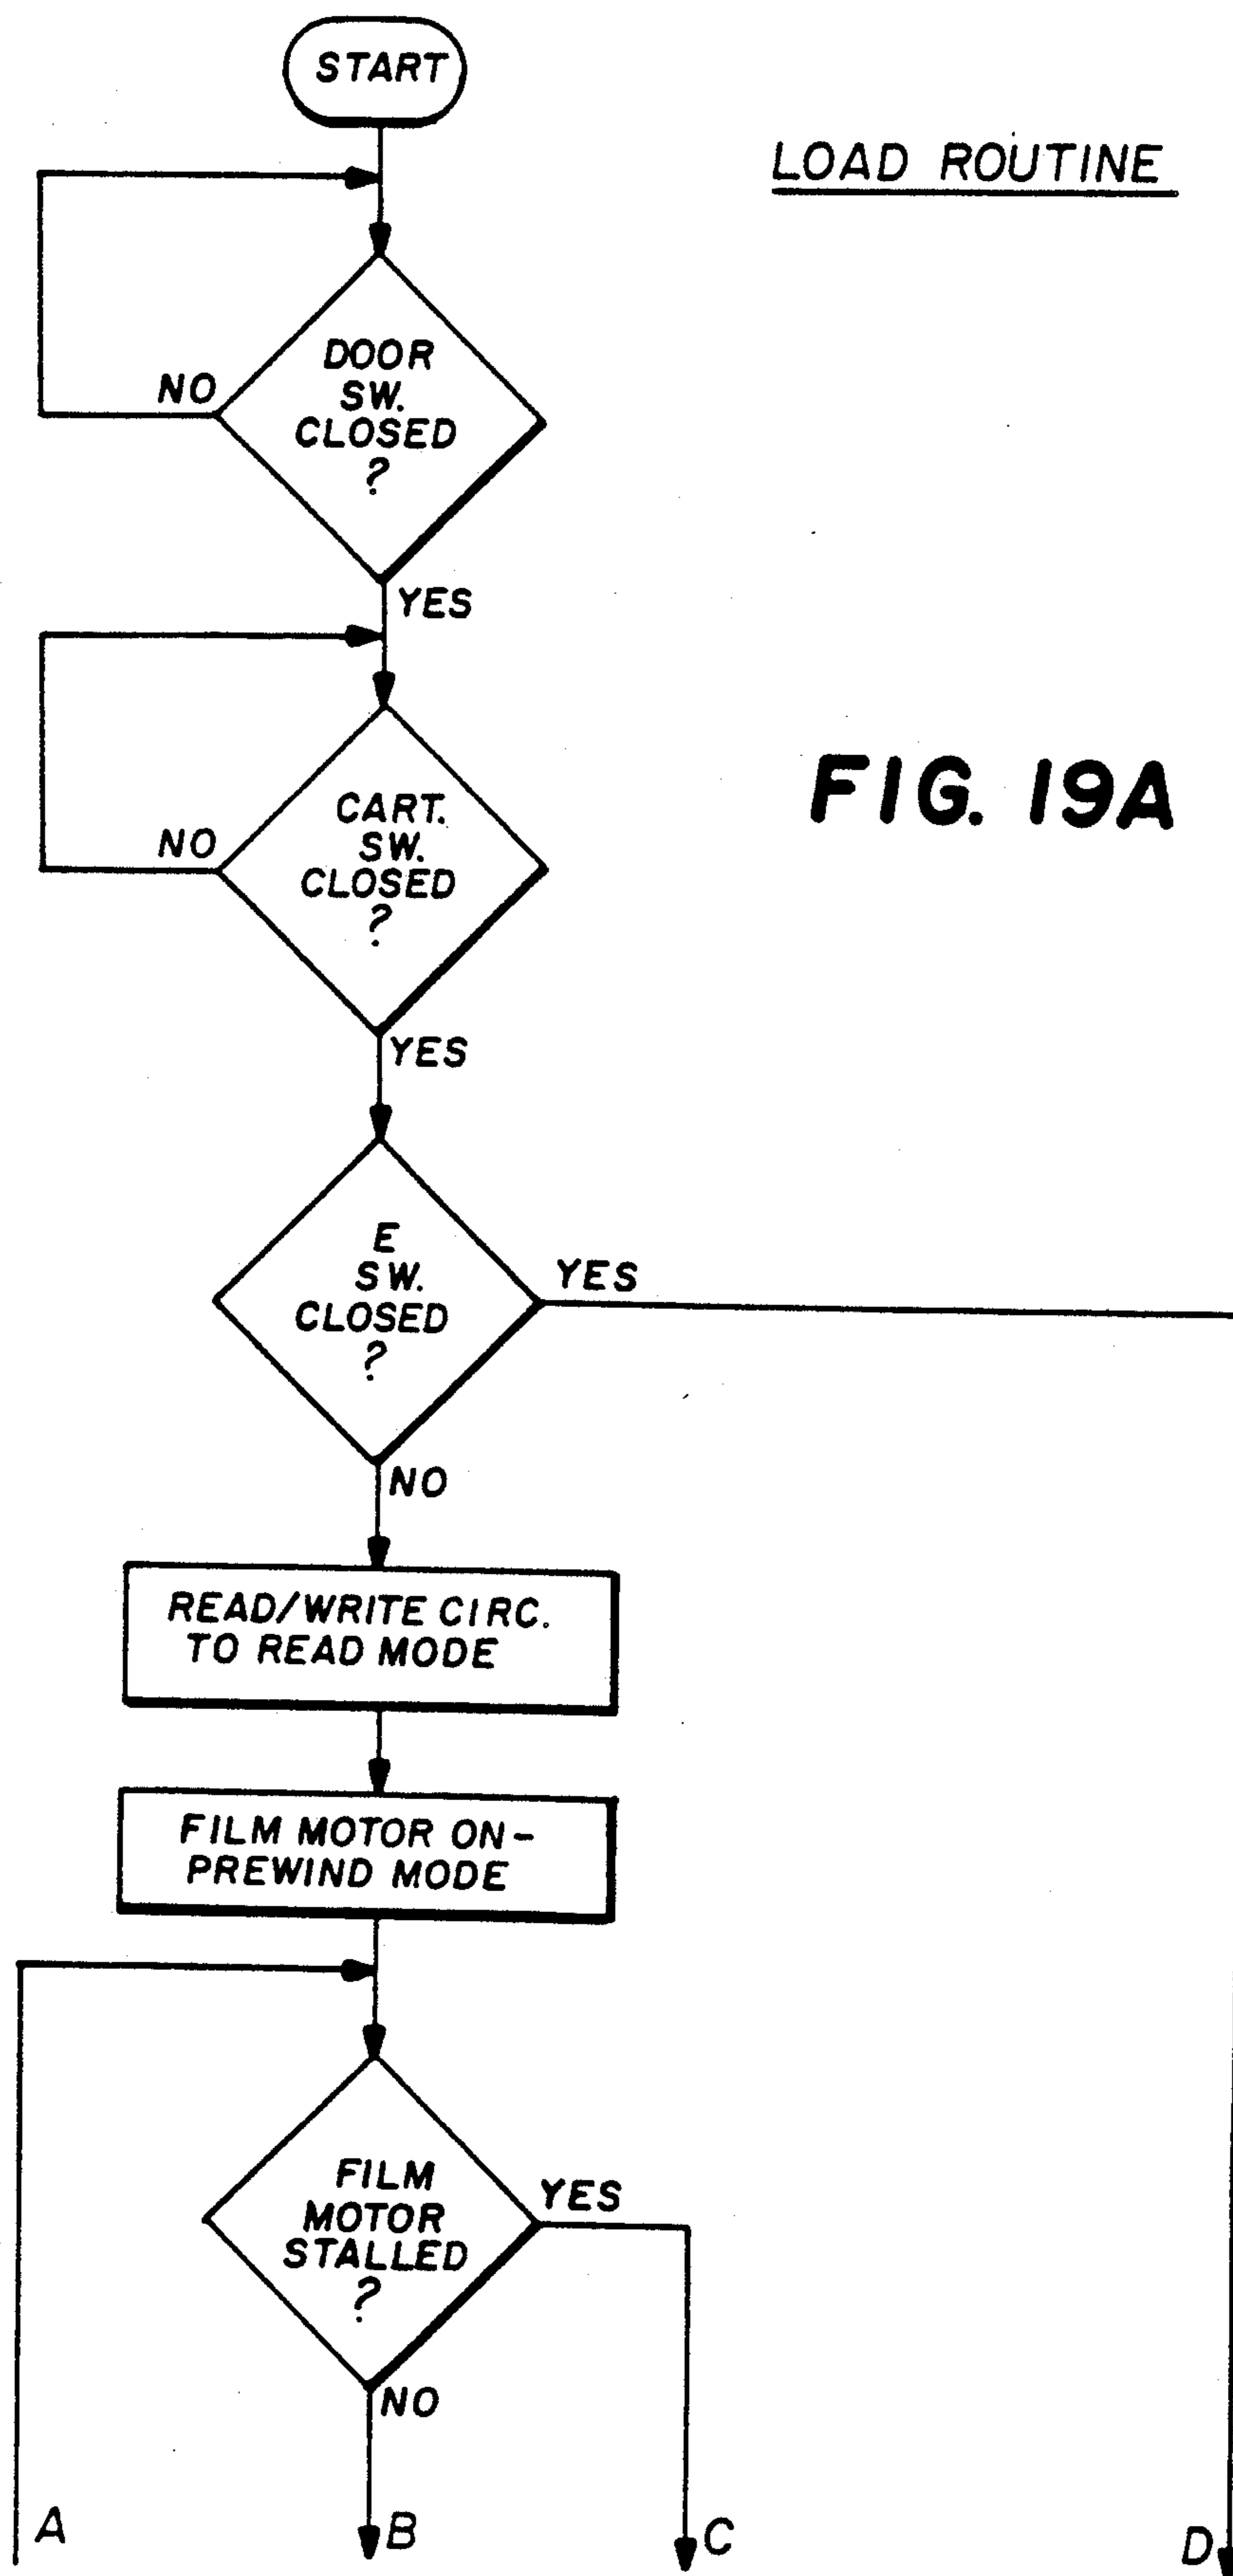 START
LOAD ROUTINE
DOOR
SW.
CLOSED
?
NO
YES
FIG. 19A
CART.
SW.
CLOSED
?
NO
YES
E
SW.
CLOSED
?
YES
NO
READ/WRITE CIRC.
TO READ MODE
FILM MOTOR ON-
PREWIND MODE
FILM
MOTOR
STALLED
?
YES
NO
A
B
C
D